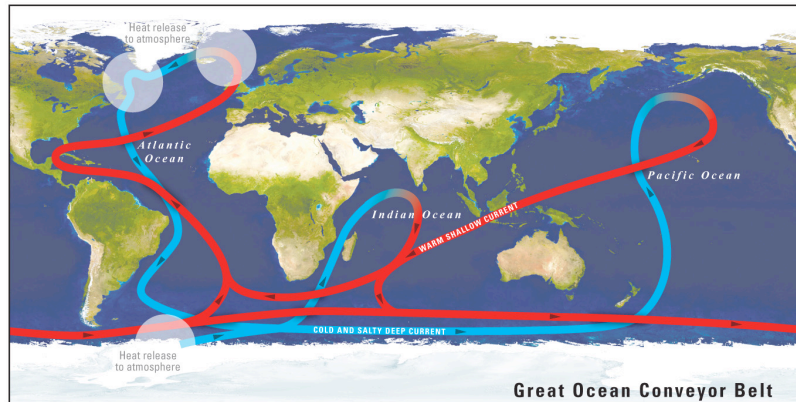 Heat release
to atmosphere
Atlantic
Ocean
Pacific Ocean
Indian Ocean
WARM SHALLOW CURRENT
COLD AND SALTY DEEP CURRENT
Heat release
to atmosphere
Great Ocean Conveyor Belt